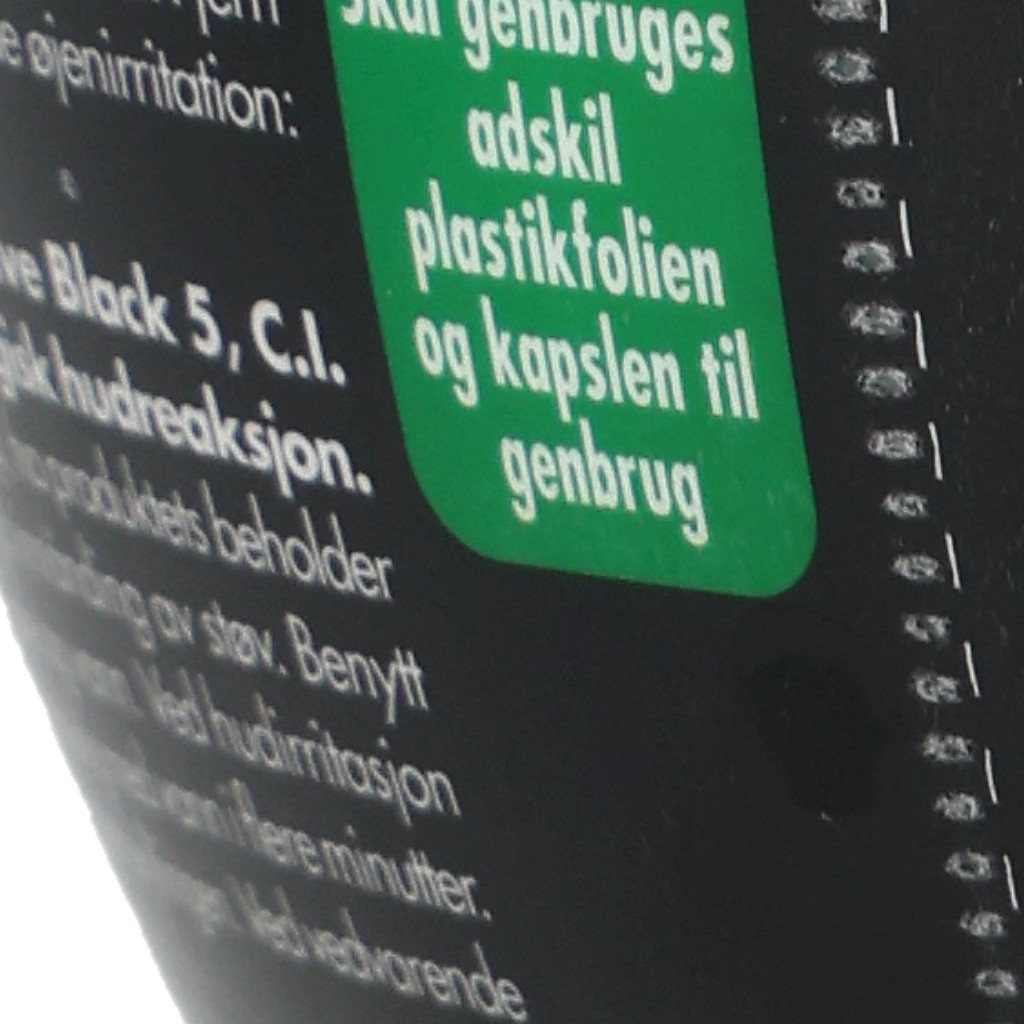 øjenirritation:
Black 5, C.I.
hudreaksjon.
produktets beholder
av støv. Benytt
Ved hudirritasjon
flere minutter.
Ved vedvarende
skal genbruges
adskil
plastikfolien
og kapslen til
genbrug